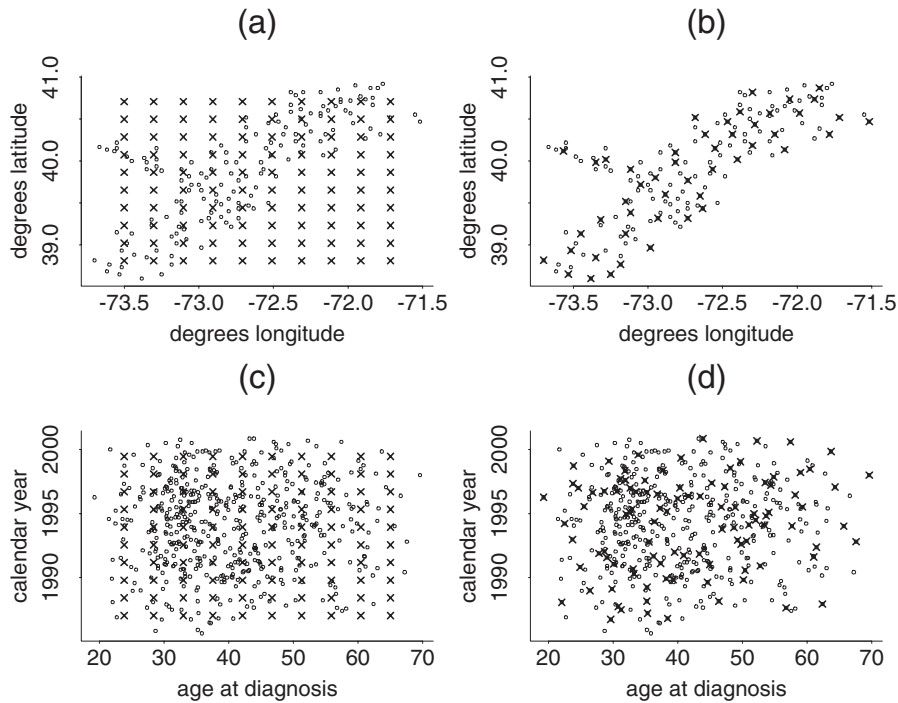 (a)
(b)
degrees latitude
39.0 40.0 41.0
-73.5 -73.0 -72.5 -72.0 -71.5
degrees longitude
degrees latitude
39.0 40.0 41.0
-73.5 -73.0 -72.5 -72.0 -71.5
degrees longitude
(c)
(d)
calendar year
1990 1995 2000
20 30 40 50 60 70
age at diagnosis
calendar year
1990 1995 2000
20 30 40 50 60 70
age at diagnosis